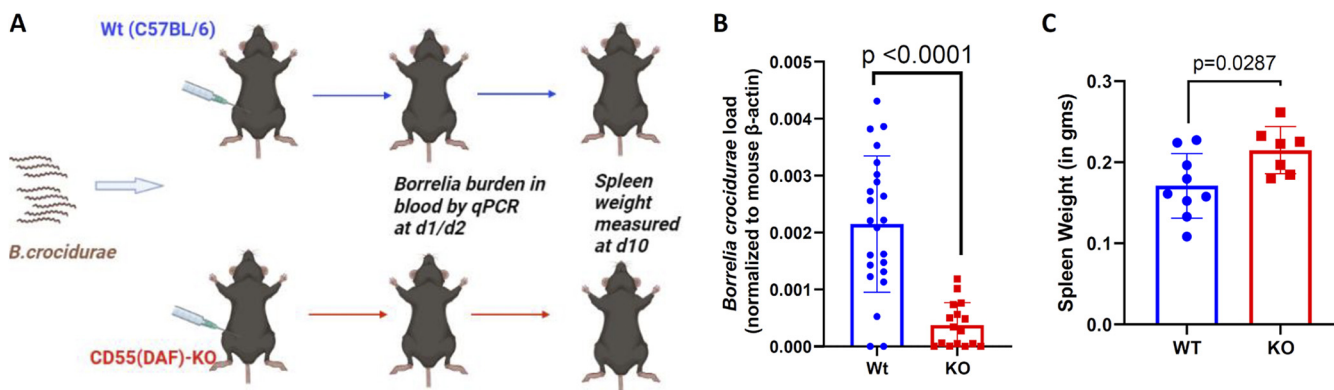 A
Wt (C57BL/6)
B.crocidurae
Borrelia burden in
blood by qPCR
at d1/d2
Spleen
weight
measured
at d10
CD55(DAF)-KO
B
p <0.0001
Borrelia crocidurae load
(normalized to mouse β-actin)
0.005
0.004
0.003
0.002
0.001
0.000
Wt
KO
C
p=0.0287
Spleen Weight (in gms)
0.3
0.2
0.1
0.0
WT
KO